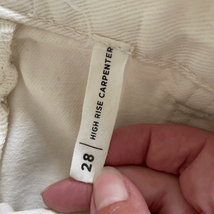 28 | HIGH RISE CARPENTER